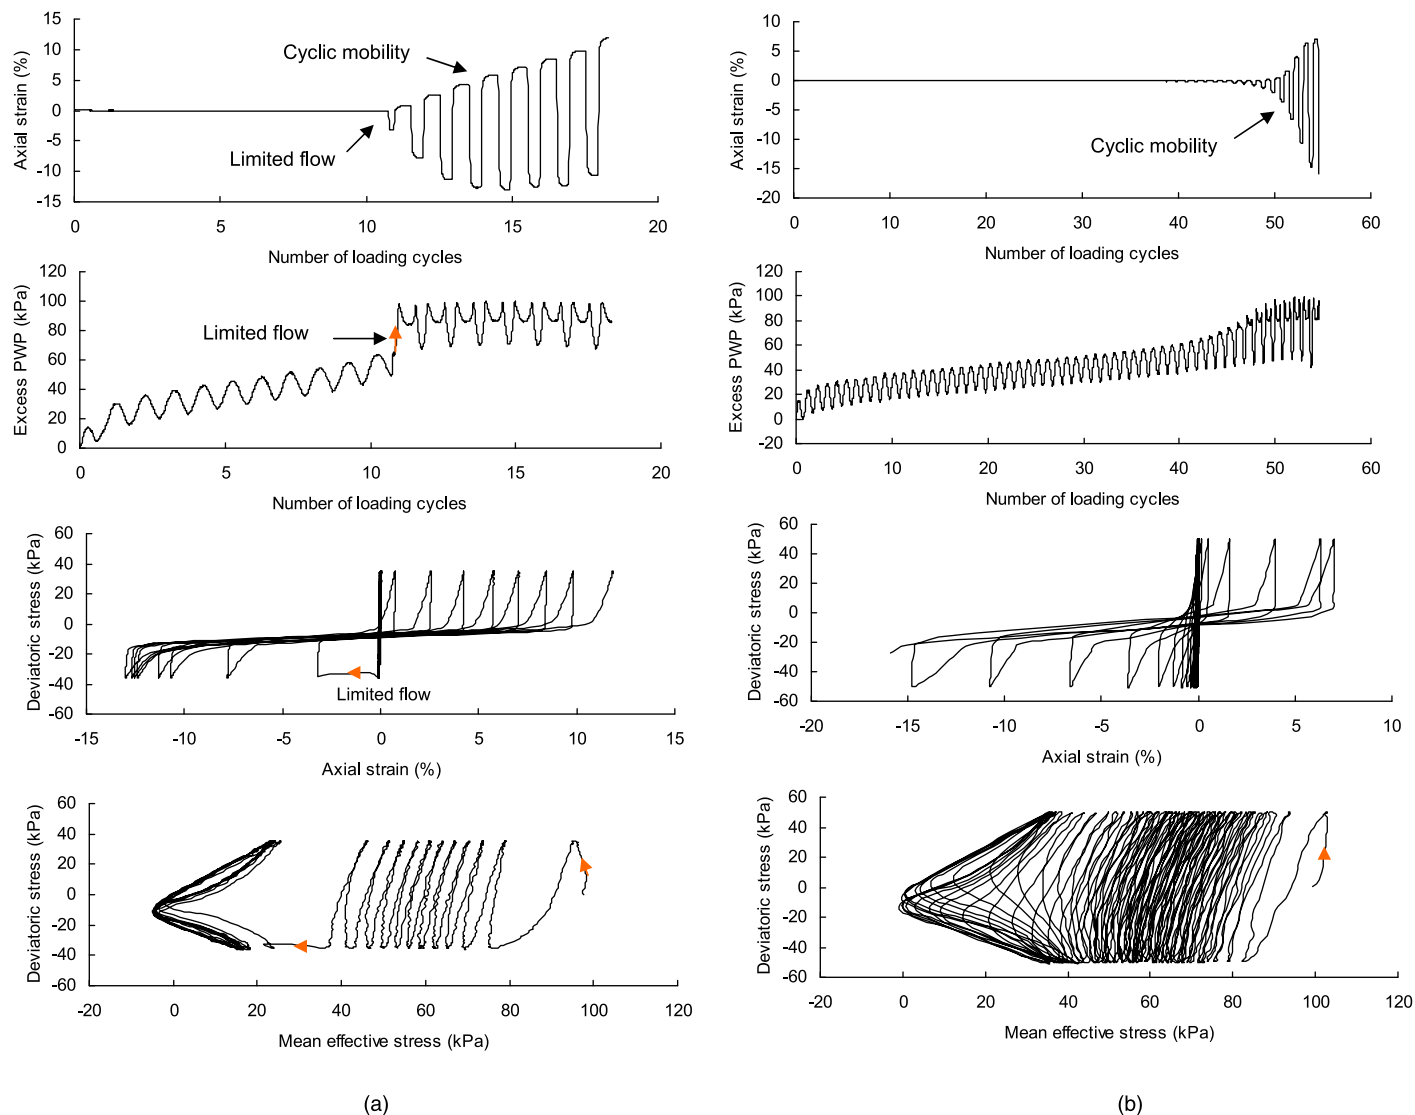 Axial strain (%)
15
10
5
0
-5
-10
-15
Cyclic mobility
Limited flow
0 5 10 15 20
Number of loading cycles
Axial strain (%)
10
5
0
-5
-10
-15
-20
Cyclic mobility
0 10 20 30 40 50 60
Number of loading cycles
Excess PWP (kPa)
120
100
80
60
40
20
0
Limited flow
0 5 10 15 20
Number of loading cycles
Excess PWP (kPa)
120
100
80
60
40
20
0
-20
0 10 20 30 40 50 60
Number of loading cycles
Deviatoric stress (kPa)
60
40
20
0
-20
-40
-60
Limited flow
-15 -10 -5 0 5 10 15
Axial strain (%)
Deviatoric stress (kPa)
60
40
20
0
-20
-40
-60
-20 -15 -10 -5 0 5 10
Axial strain (%)
Deviatoric stress (kPa)
60
40
20
0
-20
-40
-60
-20 0 20 40 60 80 100 120
Mean effective stress (kPa)
Deviatoric stress (kPa)
60
40
20
0
-20
-40
-60
-20 0 20 40 60 80 100 120
Mean effective stress (kPa)
(a)
(b)